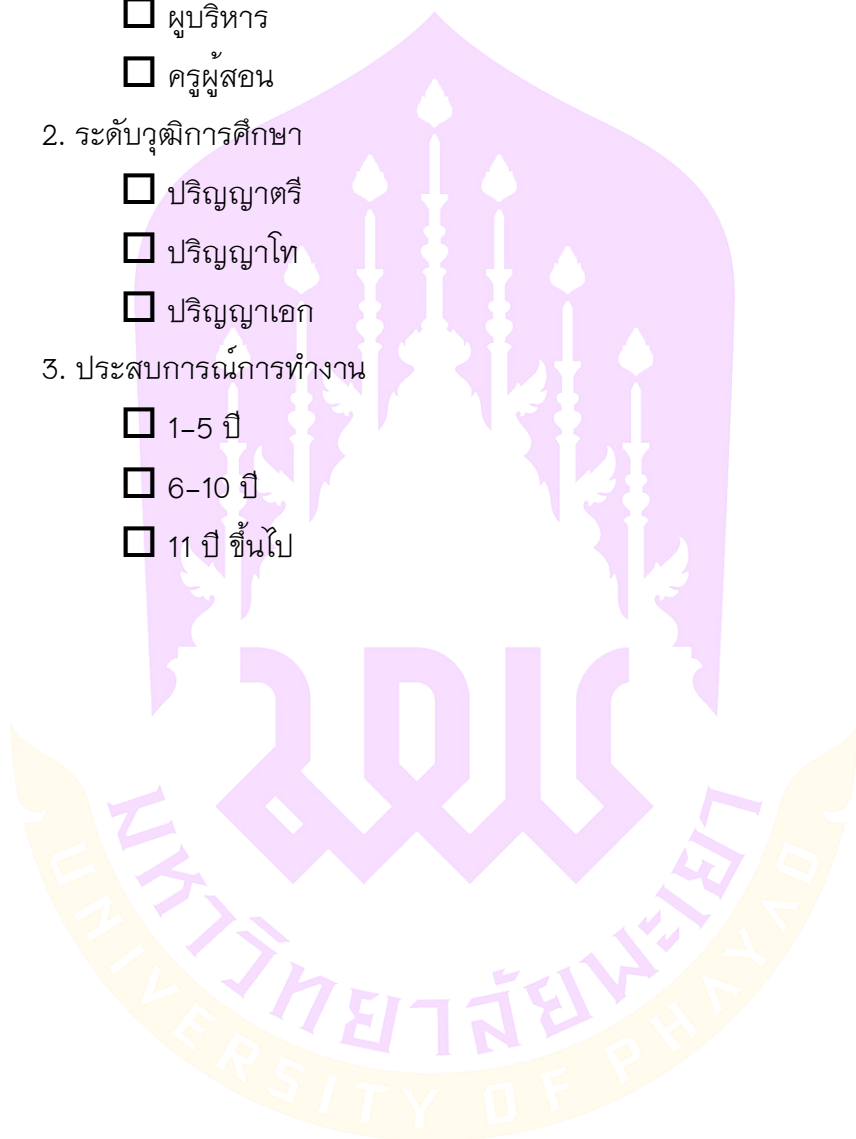 ☐ ผูบริหาร
☐ ครูผู้สอน
2. ระดับวุฒิการศึกษา
☐ ปริญญาตรี
☐ ปริญญาโท
☐ ปริญญาเอก
3. ประสบการณ์การทำงาน
☐ 1-5 ปี
☐ 6-10 ปี
☐ 11 ปี ขึ้นไป
มหาวิทยาลัยพะเยา
UNIVERSITY OF PHAYAO